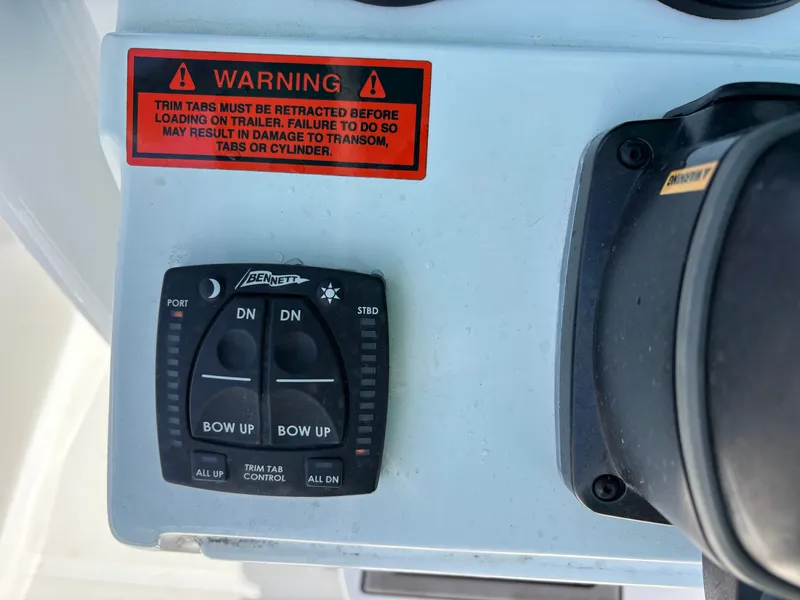 WARNING
TRIM TABS MUST BE RETRACTED BEFORE
LOADING ON TRAILER. FAILURE TO DO SO
MAY RESULT IN DAMAGE TO TRANSOM,
TABS OR CYLINDER.
WARNING
BENNETT
PORT
STBD
DN
DN
BOW UP
BOW UP
ALL UP
TRIM TAB
CONTROL
ALL DN